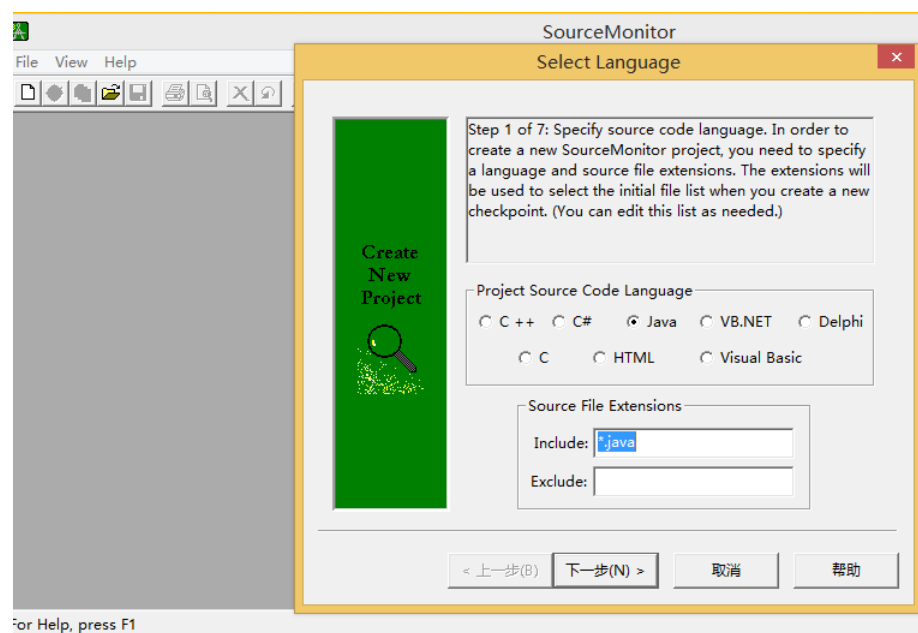 SourceMonitor
File View Help
Select Language
Step 1 of 7: Specify source code language. In order to
create a new SourceMonitor project, you need to specify
a language and source file extensions. The extensions will
be used to select the initial file list when you create a new
checkpoint. (You can edit this list as needed.)
Create
New
Project
Project Source Code Language
C ++ C# Java VB.NET Delphi
C HTML Visual Basic
Source File Extensions
Include: *.java
Exclude:
< 上一步(B) 下一步(N) > 取消 帮助
For Help, press F1